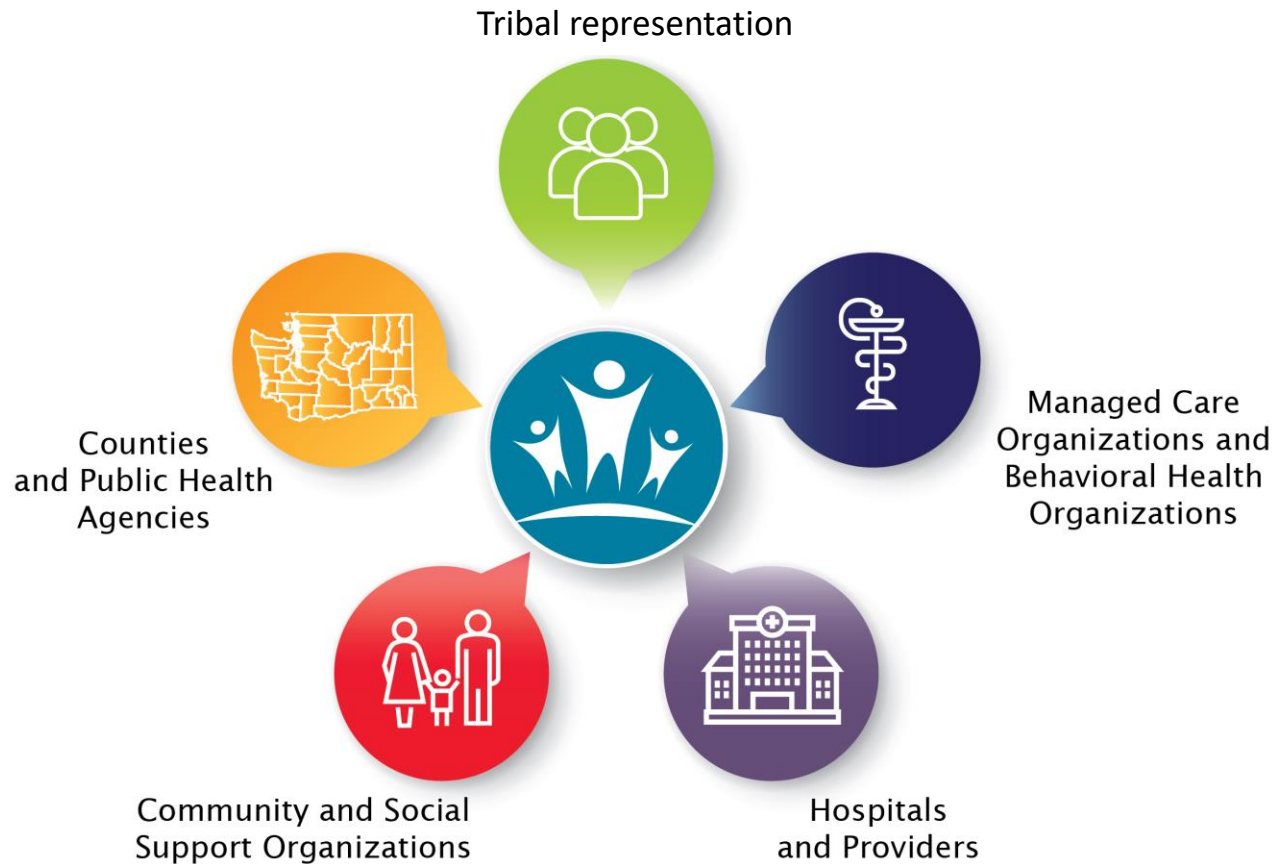 Tribal representation
Counties
and Public Health
Agencies
Managed Care
Organizations and
Behavioral Health
Organizations
Community and Social
Support Organizations
Hospitals
and Providers